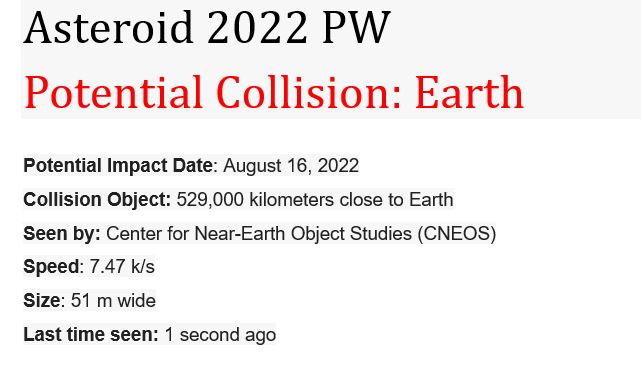 Asteroid 2022 PW
Potential Collision: Earth
Potential Impact Date: August 16, 2022
Collision Object: 529,000 kilometers close to Earth
Seen by: Center for Near-Earth Object Studies (CNEOS)
Speed: 7.47 k/s
Size: 51 m wide
Last time seen: 1 second ago